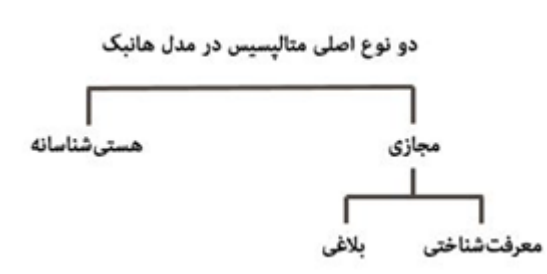 دو نوع اصلی متالپسیس در مدل هانبک
مجازی
هستی‌شناسانه
معرفت‌شناختی
بلاغی